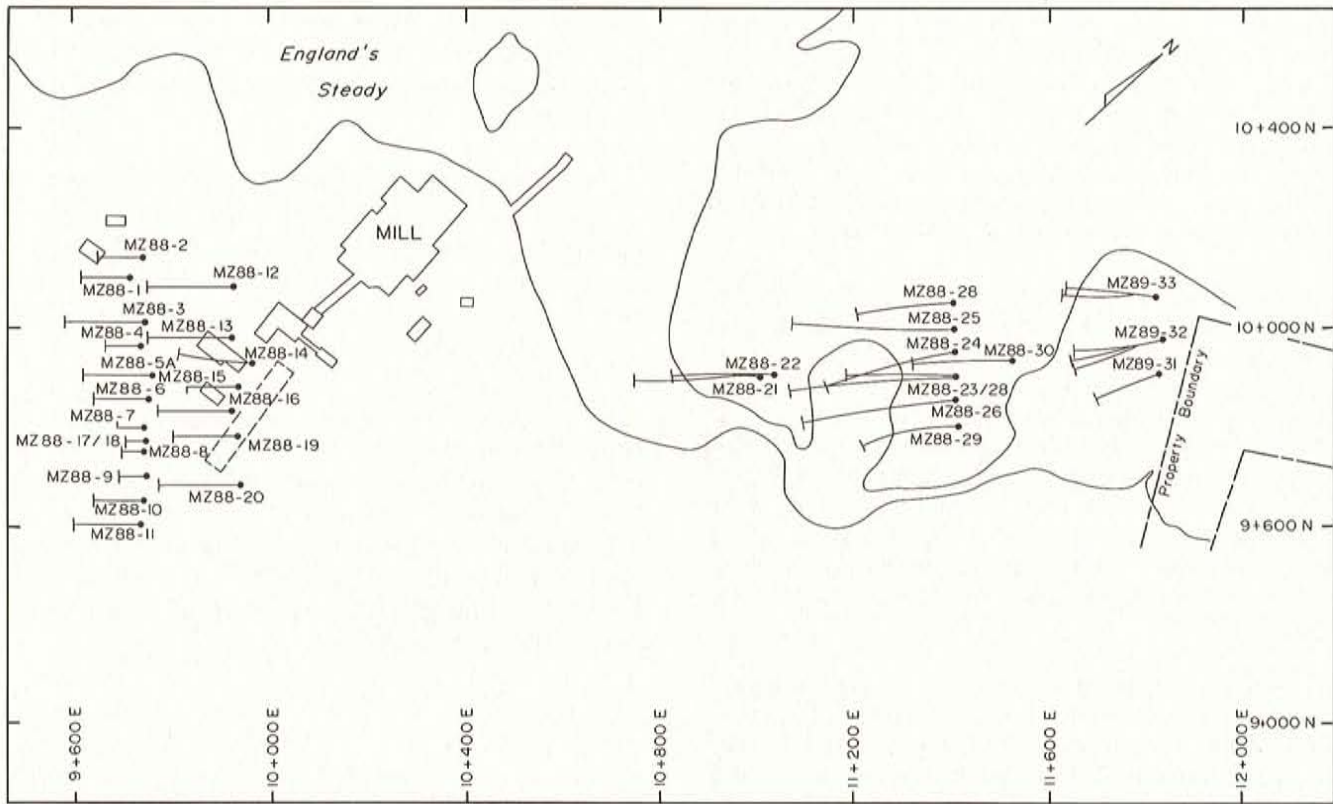 England's
Steady
N
10+400 N
MZ88-2
MILL
MZ88-12
MZ88-1
MZ89-33
MZ88-28
MZ88-3
MZ88-25
10+000 N
MZ88-4
MZ88-13
MZ89-32
MZ88-24
MZ88-14
MZ88-30
MZ88-5A
MZ88-22
MZ89-31
MZ88-15
MZ88-6
MZ88-21
MZ88-23/28
MZ88-16
MZ88-7
MZ88-26
MZ88-17/18
MZ88-8
MZ88-19
MZ88-29
MZ88-9
MZ88-20
MZ88-10
Property Boundary
MZ88-11
9+600 N
9+000 N
9+600 E
10+000 E
10+400 E
10+800 E
11+200 E
11+600 E
12+000 E